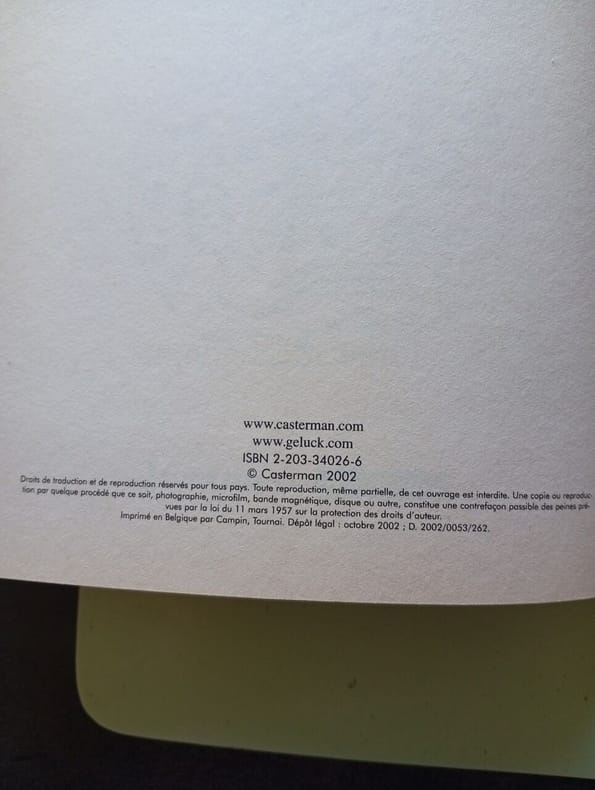 www.casterman.com
www.geluck.com
ISBN 2-203-34026-6
© Casterman 2002
Droits de traduction et de reproduction réservés pour tous pays. Toute reproduction, même partielle, de cet ouvrage est interdite. Une copie ou reproduc-
tion par quelque procédé que ce soit, photographie, microfilm, bande magnétique, disque ou autre, constitue une contrefaçon passible des peines pré-
vues par la loi du 11 mars 1957 sur la protection des droits d'auteur.
Imprimé en Belgique par Campin, Tournai. Dépôt légal : octobre 2002 ; D. 2002/0053/262.